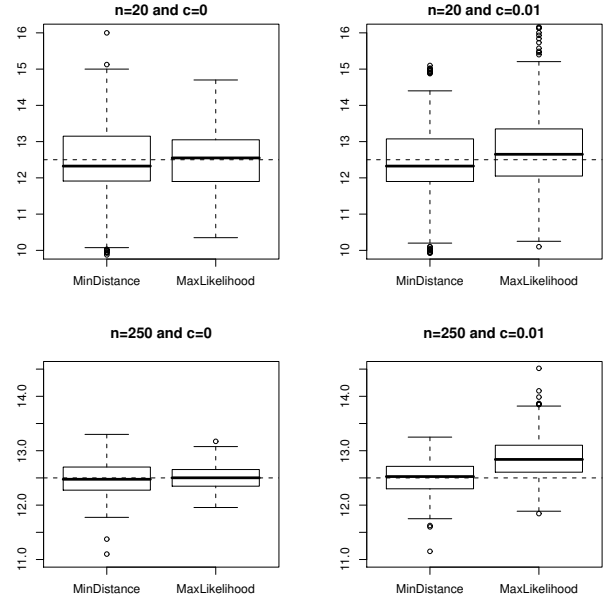 n=20 and c=0
16
15
14
13
12
11
10
MinDistance MaxLikelihood
n=20 and c=0.01
16
15
14
13
12
11
10
MinDistance MaxLikelihood
n=250 and c=0
14.0
13.0
12.0
11.0
MinDistance MaxLikelihood
n=250 and c=0.01
14.0
13.0
12.0
11.0
MinDistance MaxLikelihood